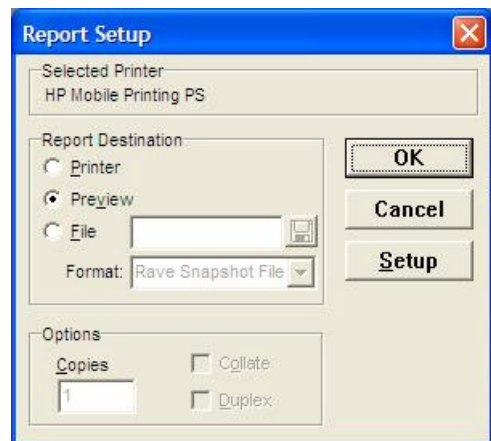 Report Setup
Selected Printer
HP Mobile Printing PS
Report Destination
Printer
OK
Preview
Cancel
File
Setup
Format: Rave Snapshot File
Options
Copies
Collate
1
Duplex